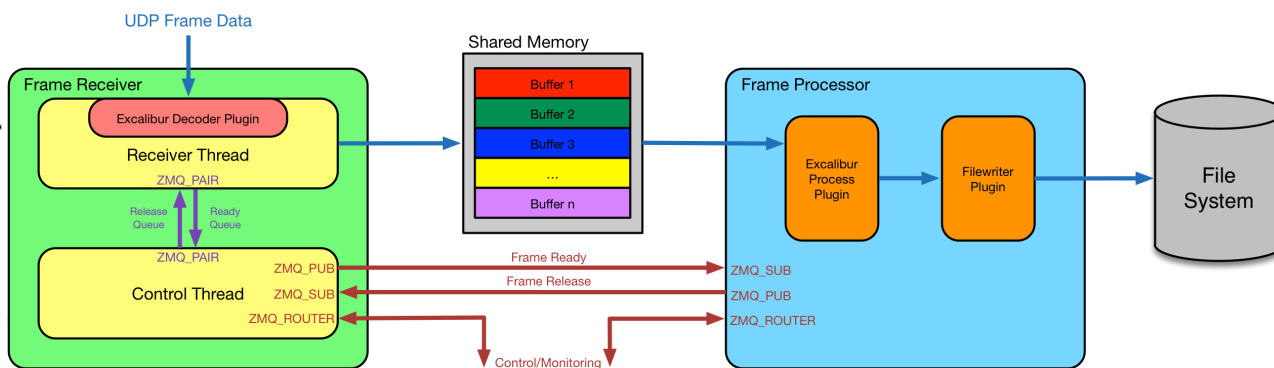 UDP Frame Data
Shared Memory
Frame Receiver
Excalibur Decoder Plugin
Receiver Thread
ZMQ_PAIR
Release
Queue
Ready
Queue
ZMQ_PAIR
Control Thread
ZMQ_PUB
ZMQ_SUB
ZMQ_ROUTER
Buffer 1
Buffer 2
Buffer 3
...
Buffer n
Frame Ready
Frame Release
Control/Monitoring
Frame Processor
Excalibur
Process
Plugin
Filewriter
Plugin
ZMQ_SUB
ZMQ_PUB
ZMQ_ROUTER
File
System